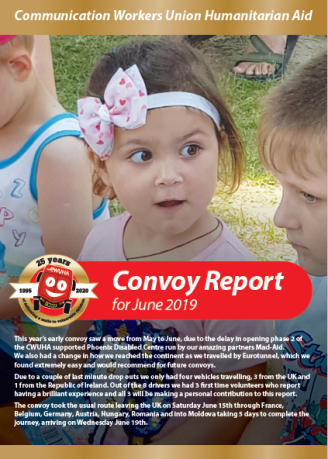 Communication Workers Union Humanitarian Aid
25 years
CWUHA
1995
2020
Convoy Report
for June 2019
This year's early convoy saw a move from May to June, due to the delay in opening phase 2 of
the CWUHA supported Phoenix Disabled Centre run by our amazing partners Mad-Aid.
We also had a change in how we reached the continent as we travelled by Eurotunnel, which we
found extremely easy and would recommend for future convoys.
Due to a couple of last minute drop outs we only had four vehicles travelling, 3 from the UK and
1 from the Republic of Ireland. Out of the 8 drivers we had 3 first time volunteers who report
having a brilliant experience and all 3 will be making a personal contribution to this report.
The convoy took the usual route leaving the UK on Saturday June 15th through France,
Belgium, Germany, Austria, Hungary, Romania and into Moldova taking 5 days to complete the
journey, arriving on Wednesday June 19th.